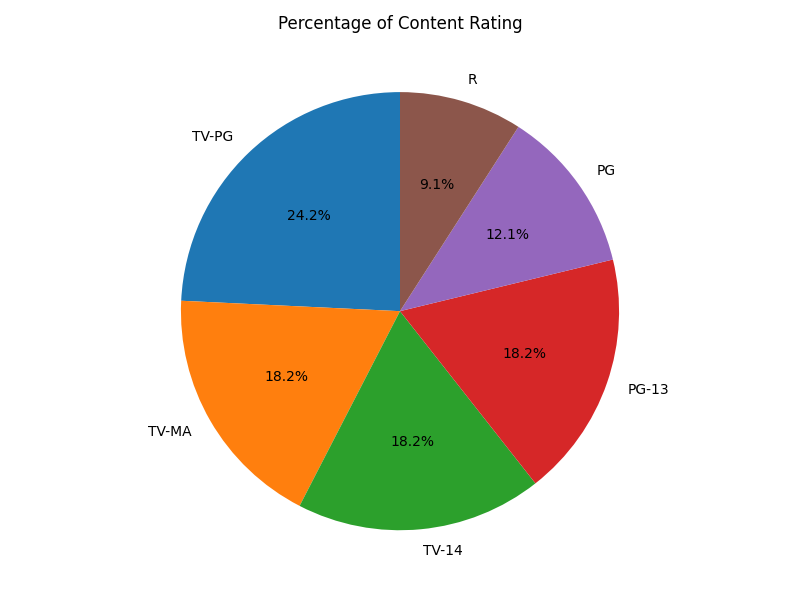 Percentage of Content Rating
R
TV-PG
PG
9.1%
24.2%
12.1%
18.2%
18.2%
PG-13
TV-MA
18.2%
TV-14